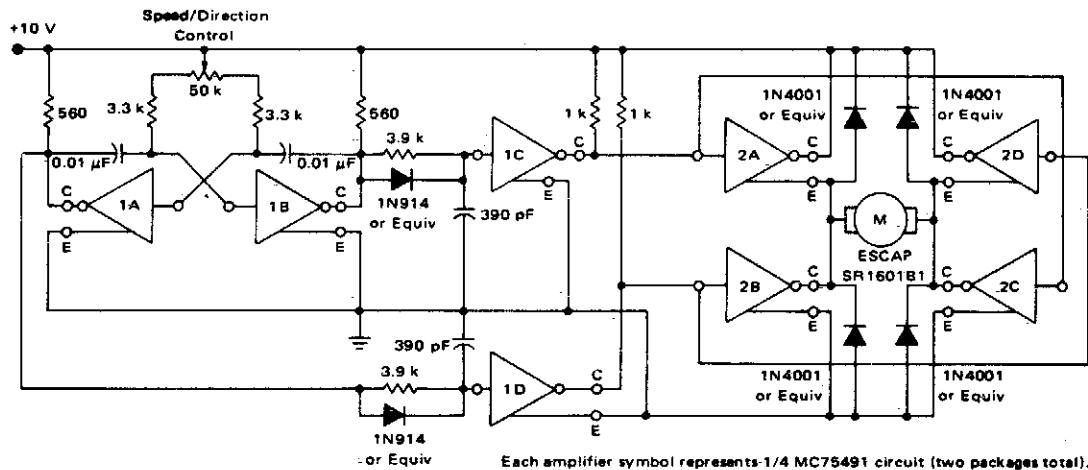 Speed/Direction
Control
+10 V
50 k
560
3.3 k
3.3 k
560
0.01 µF
0.01 µF
3.9 k
1N914
or Equiv
390 pF
C
1A
E
1B
C
E
1C
C
E
1 k
1 k
1N4001
or Equiv
1N4001
or Equiv
2A
C
E
C
2D
E
M
ESCAP
SR1601B1
2B
C
E
C
2C
E
390 pF
3.9 k
1N914
or Equiv
1D
C
E
1N4001
or Equiv
1N4001
or Equiv
Each amplifier symbol represents 1/4 MC75491 circuit (two packages total).